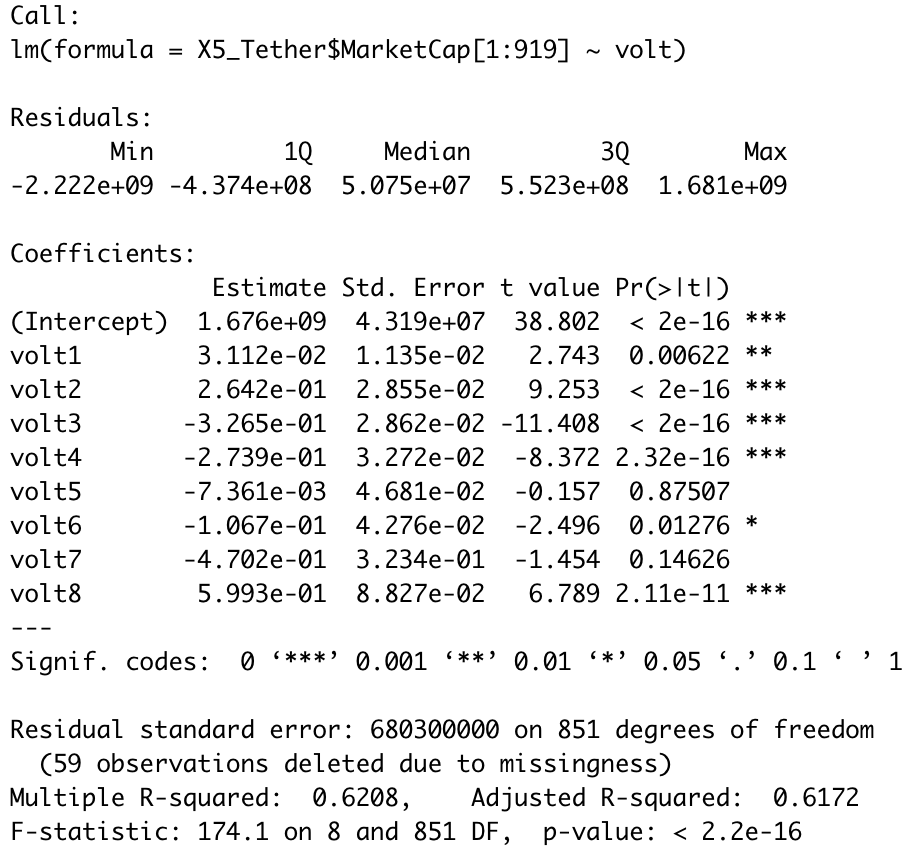 Call:
lm(formula = X5_Tether$MarketCap[1:919] ~ volt)
Residuals:
Min 1Q Median 3Q Max
-2.222e+09 -4.374e+08 5.075e+07 5.523e+08 1.681e+09
Coefficients:
Estimate Std. Error t value Pr(>|t|)
(Intercept) 1.676e+09 4.319e+07 38.802 < 2e-16 ***
volt1 3.112e-02 1.135e-02 2.743 0.00622 **
volt2 2.642e-01 2.855e-02 9.253 < 2e-16 ***
volt3 -3.265e-01 2.862e-02 -11.408 < 2e-16 ***
volt4 -2.739e-01 3.272e-02 -8.372 2.32e-16 ***
volt5 -7.361e-03 4.681e-02 -0.157 0.87507
volt6 -1.067e-01 4.276e-02 -2.496 0.01276 *
volt7 -4.702e-01 3.234e-01 -1.454 0.14626
volt8 5.993e-01 8.827e-02 6.789 2.11e-11 ***
---
Signif. codes: 0 ‘***’ 0.001 ‘**’ 0.01 ‘*’ 0.05 ‘.’ 0.1 ‘ ’ 1
Residual standard error: 680300000 on 851 degrees of freedom
(59 observations deleted due to missingness)
Multiple R-squared: 0.6208, Adjusted R-squared: 0.6172
F-statistic: 174.1 on 8 and 851 DF, p-value: < 2.2e-16